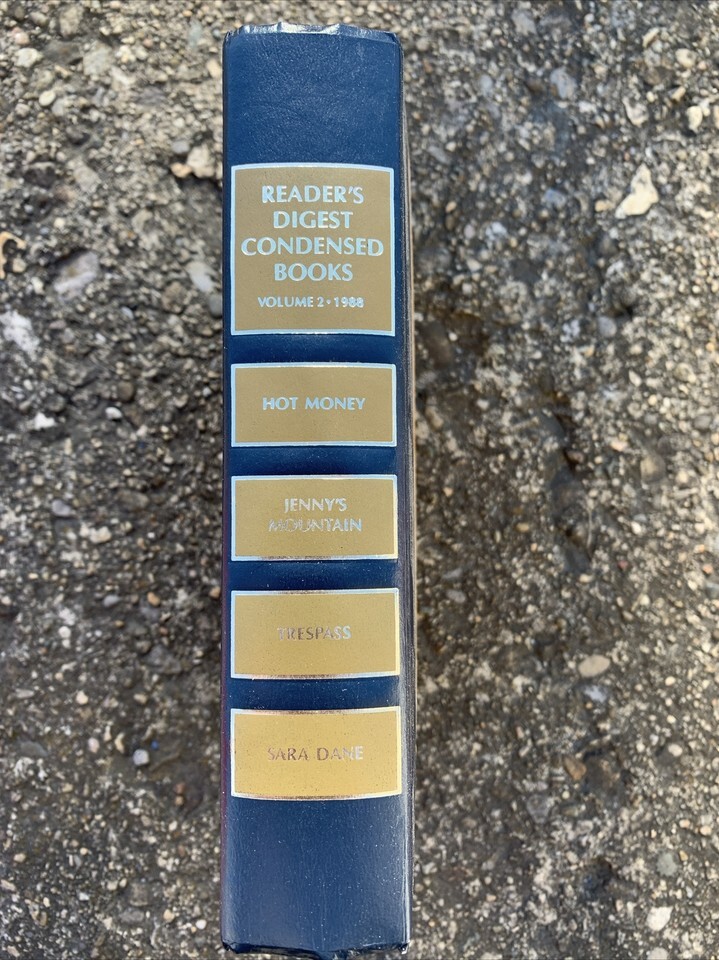 READER'S
DIGEST
CONDENSED
BOOKS
VOLUME 2 • 1988
HOT MONEY
JENNY'S
MOUNTAIN
TRESPASS
SARA DANE